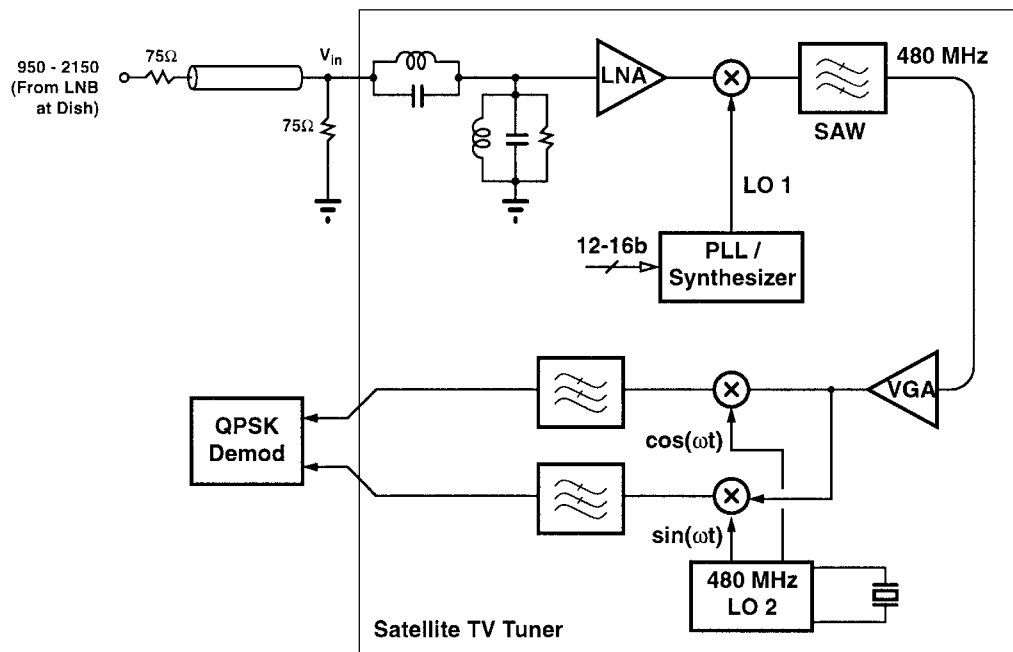 950 - 2150
(From LNB
at Dish)
75Ω
V_in
75Ω
LNA
480 MHz
SAW
LO 1
12-16b
PLL /
Synthesizer
VGA
QPSK
Demod
cos(ωt)
sin(ωt)
480 MHz
LO 2
Satellite TV Tuner